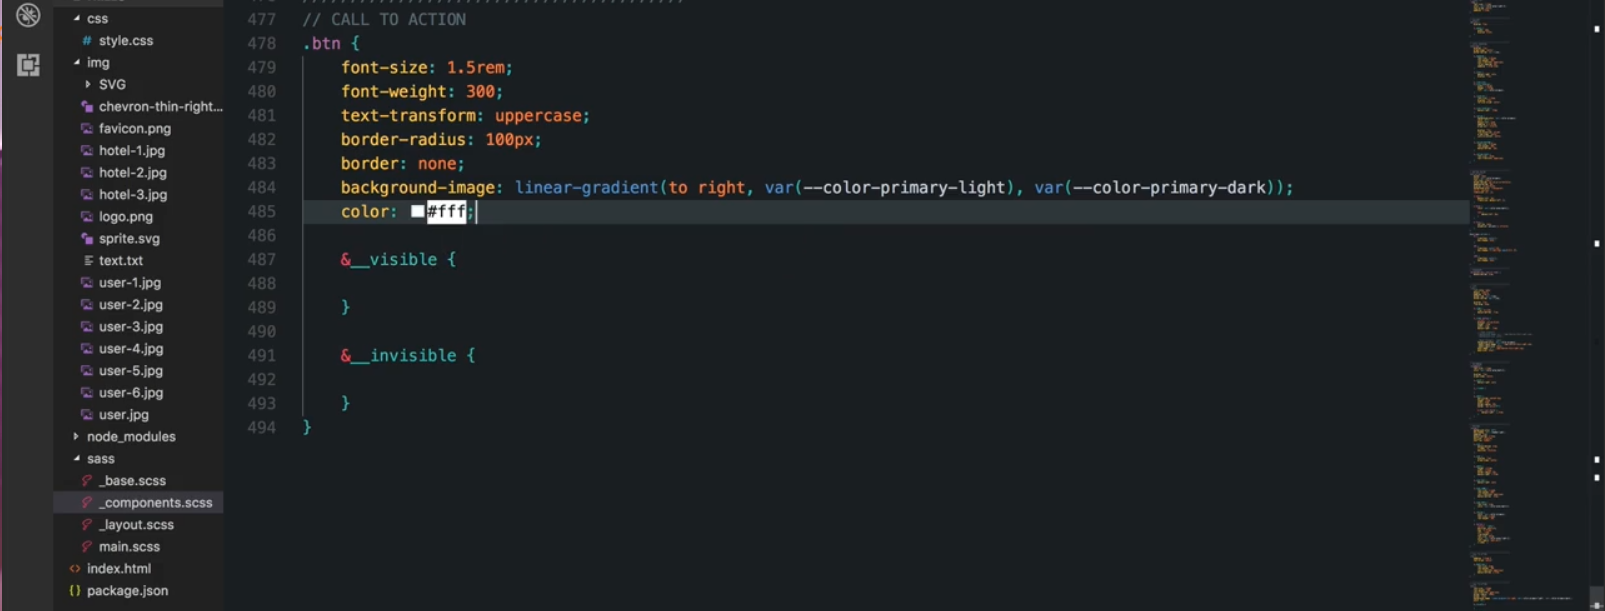 css
# style.css
img
SVG
chevron-thin-right...
favicon.png
hotel-1.jpg
hotel-2.jpg
hotel-3.jpg
logo.png
sprite.svg
text.txt
user-1.jpg
user-2.jpg
user-3.jpg
user-4.jpg
user-5.jpg
user-6.jpg
user.jpg
node_modules
sass
_base.scss
_components.scss
_layout.scss
main.scss
<> index.html
{} package.json
477 // CALL TO ACTION
478 .btn {
479 font-size: 1.5rem;
480 font-weight: 300;
481 text-transform: uppercase;
482 border-radius: 100px;
483 border: none;
484 background-image: linear-gradient(to right, var(--color-primary-light), var(--color-primary-dark));
485 color: #fff;
486
487 &__visible {
488
489 }
490
491 &__invisible {
492
493 }
494 }